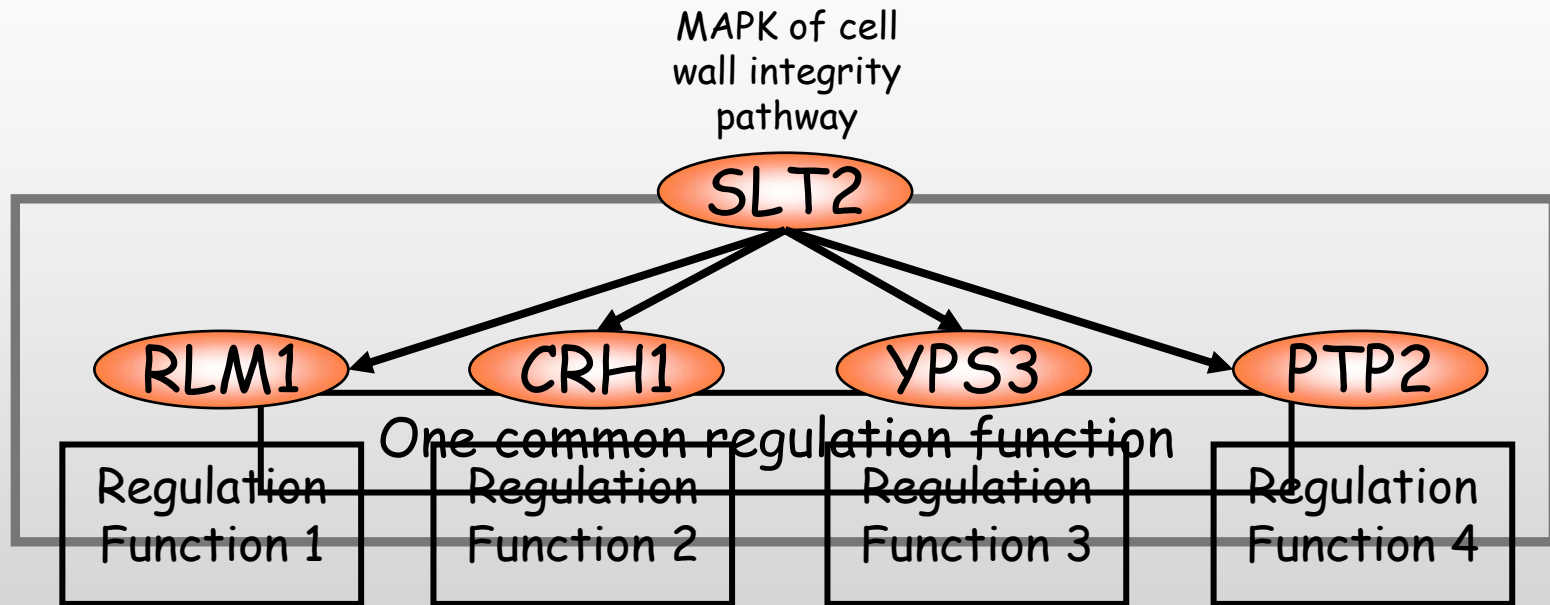 MAPK of cell
wall integrity
pathway
SLT2
RLM1
CRH1
YPS3
PTP2
One common regulation function
Regulation
Function 1
Regulation
Function 2
Regulation
Function 3
Regulation
Function 4